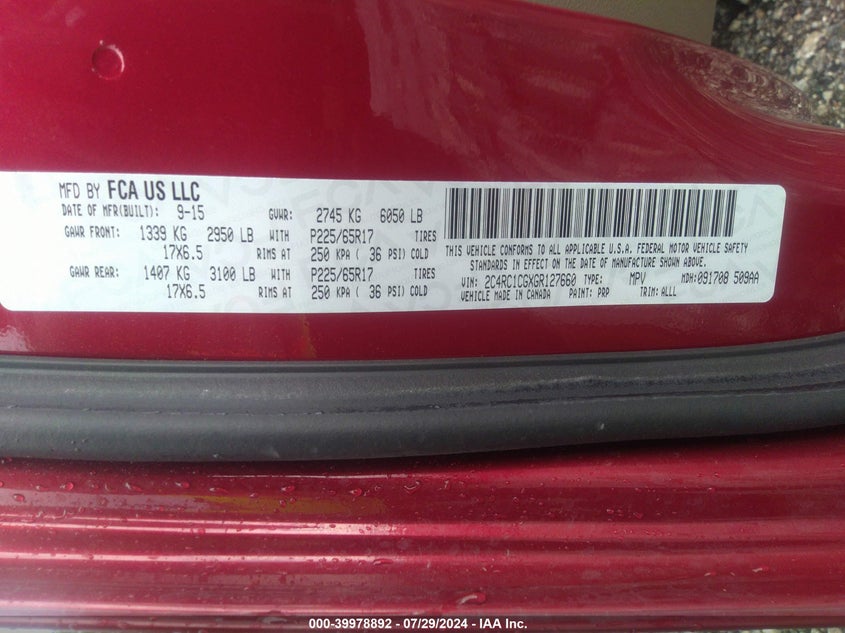 MFD BY FCA US LLC
DATE OF MFR(BUILT): 9-15 GVWR: 2745 KG 6050 LB
GAWR FRONT: 1339 KG 2950 LB WITH P225/65R17 TIRES
17X6.5 RIMS AT 250 KPA ( 36 PSI) COLD
GAWR REAR: 1407 KG 3100 LB WITH P225/65R17 TIRES
17X6.5 RIMS AT 250 KPA ( 36 PSI) COLD
THIS VEHICLE CONFORMS TO ALL APPLICABLE U.S.A. FEDERAL MOTOR VEHICLE SAFETY
STANDARDS IN EFFECT ON THE DATE OF MANUFACTURE SHOWN ABOVE.
VIN: 2C4RC1CGXGR127660 TYPE: MPV MDH:091708 509AA
VEHICLE MADE IN CANADA PAINT: PRP TRIM: ALLL
000-39978892 - 07/29/2024 - IAA Inc.